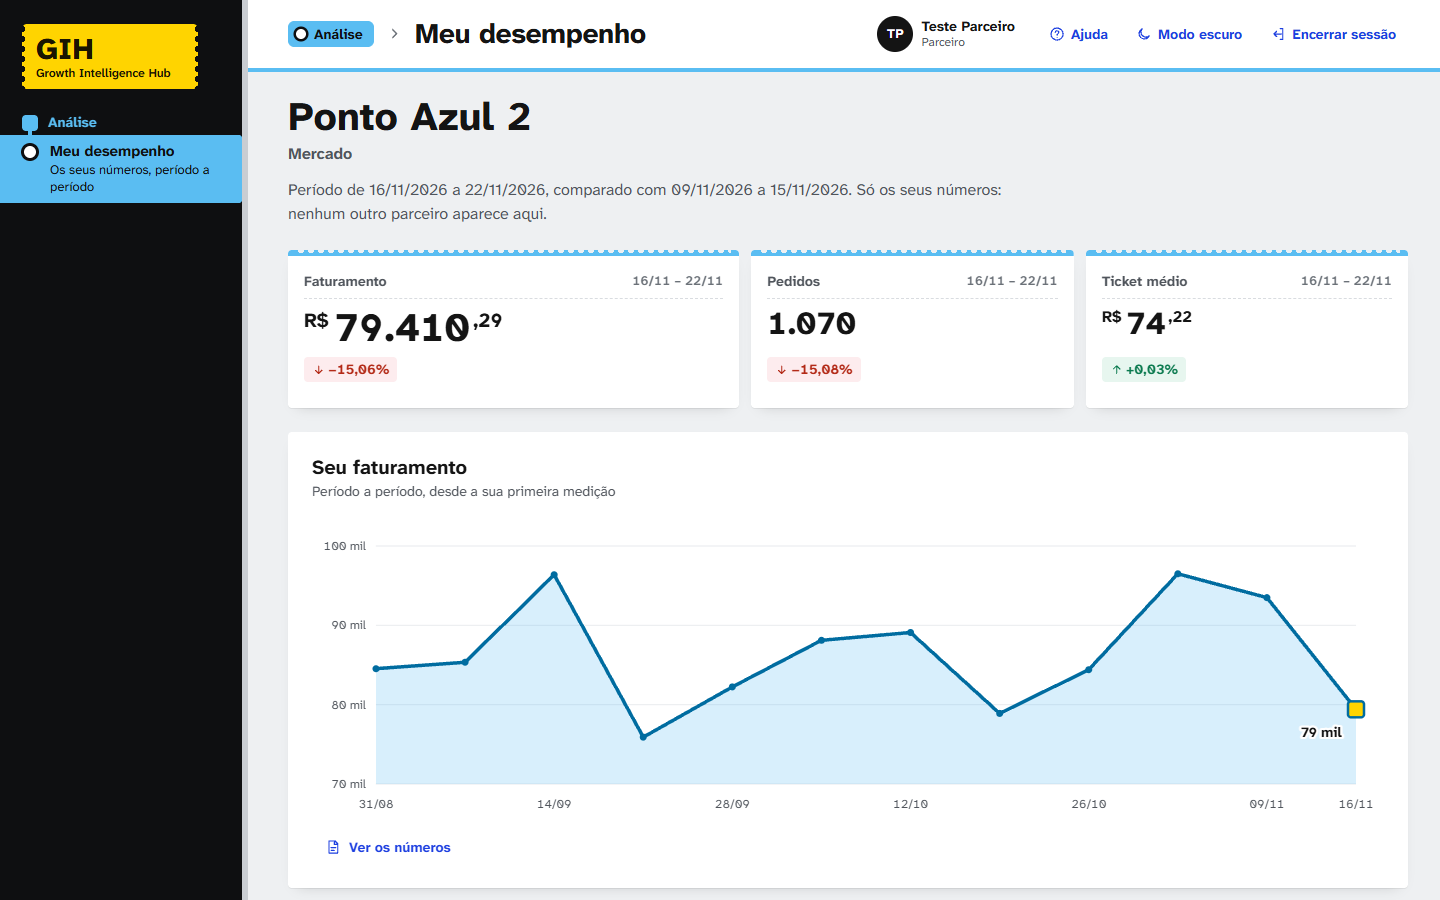 GIH
Growth Intelligence Hub
Análise
Meu desempenho
Os seus números, período a
período
Análise
Meu desempenho
TP
Teste Parceiro
Parceiro
Ajuda
Modo escuro
Encerrar sessão
Ponto Azul 2
Mercado
Período de 16/11/2026 a 22/11/2026, comparado com 09/11/2026 a 15/11/2026. Só os seus números:
nenhum outro parceiro aparece aqui.
Faturamento 16/11 – 22/11
R$ 79.410,29
↓ −15,06%
Pedidos 16/11 – 22/11
1.070
↓ −15,08%
Ticket médio 16/11 – 22/11
R$ 74,22
↑ +0,03%
Seu faturamento
Período a período, desde a sua primeira medição
100 mil
90 mil
80 mil
70 mil
79 mil
31/08 14/09 28/09 12/10 26/10 09/11 16/11
Ver os números